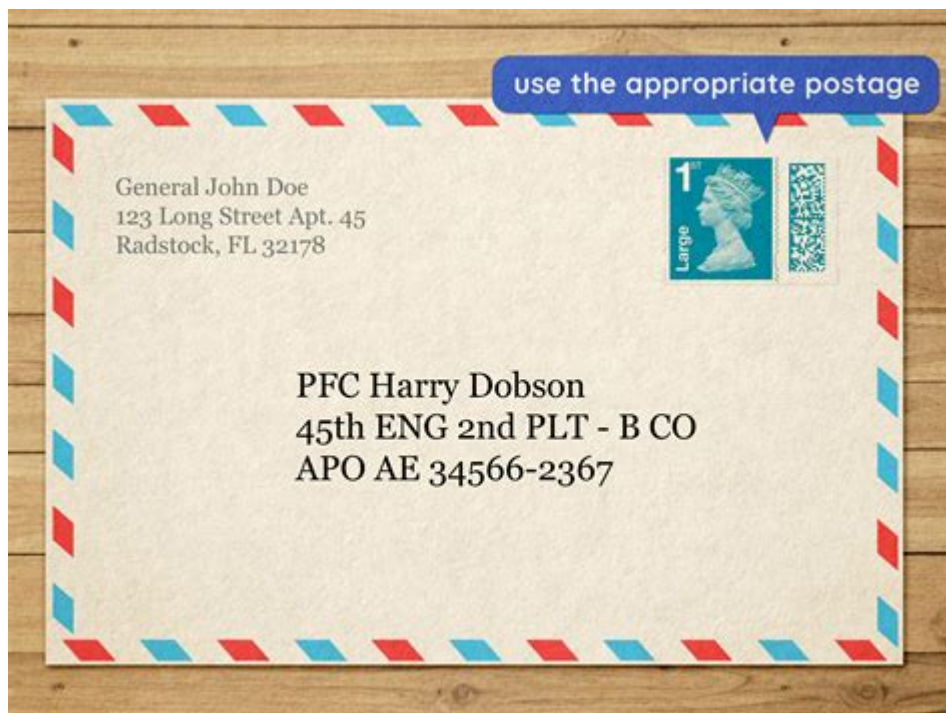 use the appropriate postage
General John Doe
123 Long Street Apt. 45
Radstock, FL 32178
1ST
Large
PFC Harry Dobson
45th ENG 2nd PLT - B CO
APO AE 34566-2367